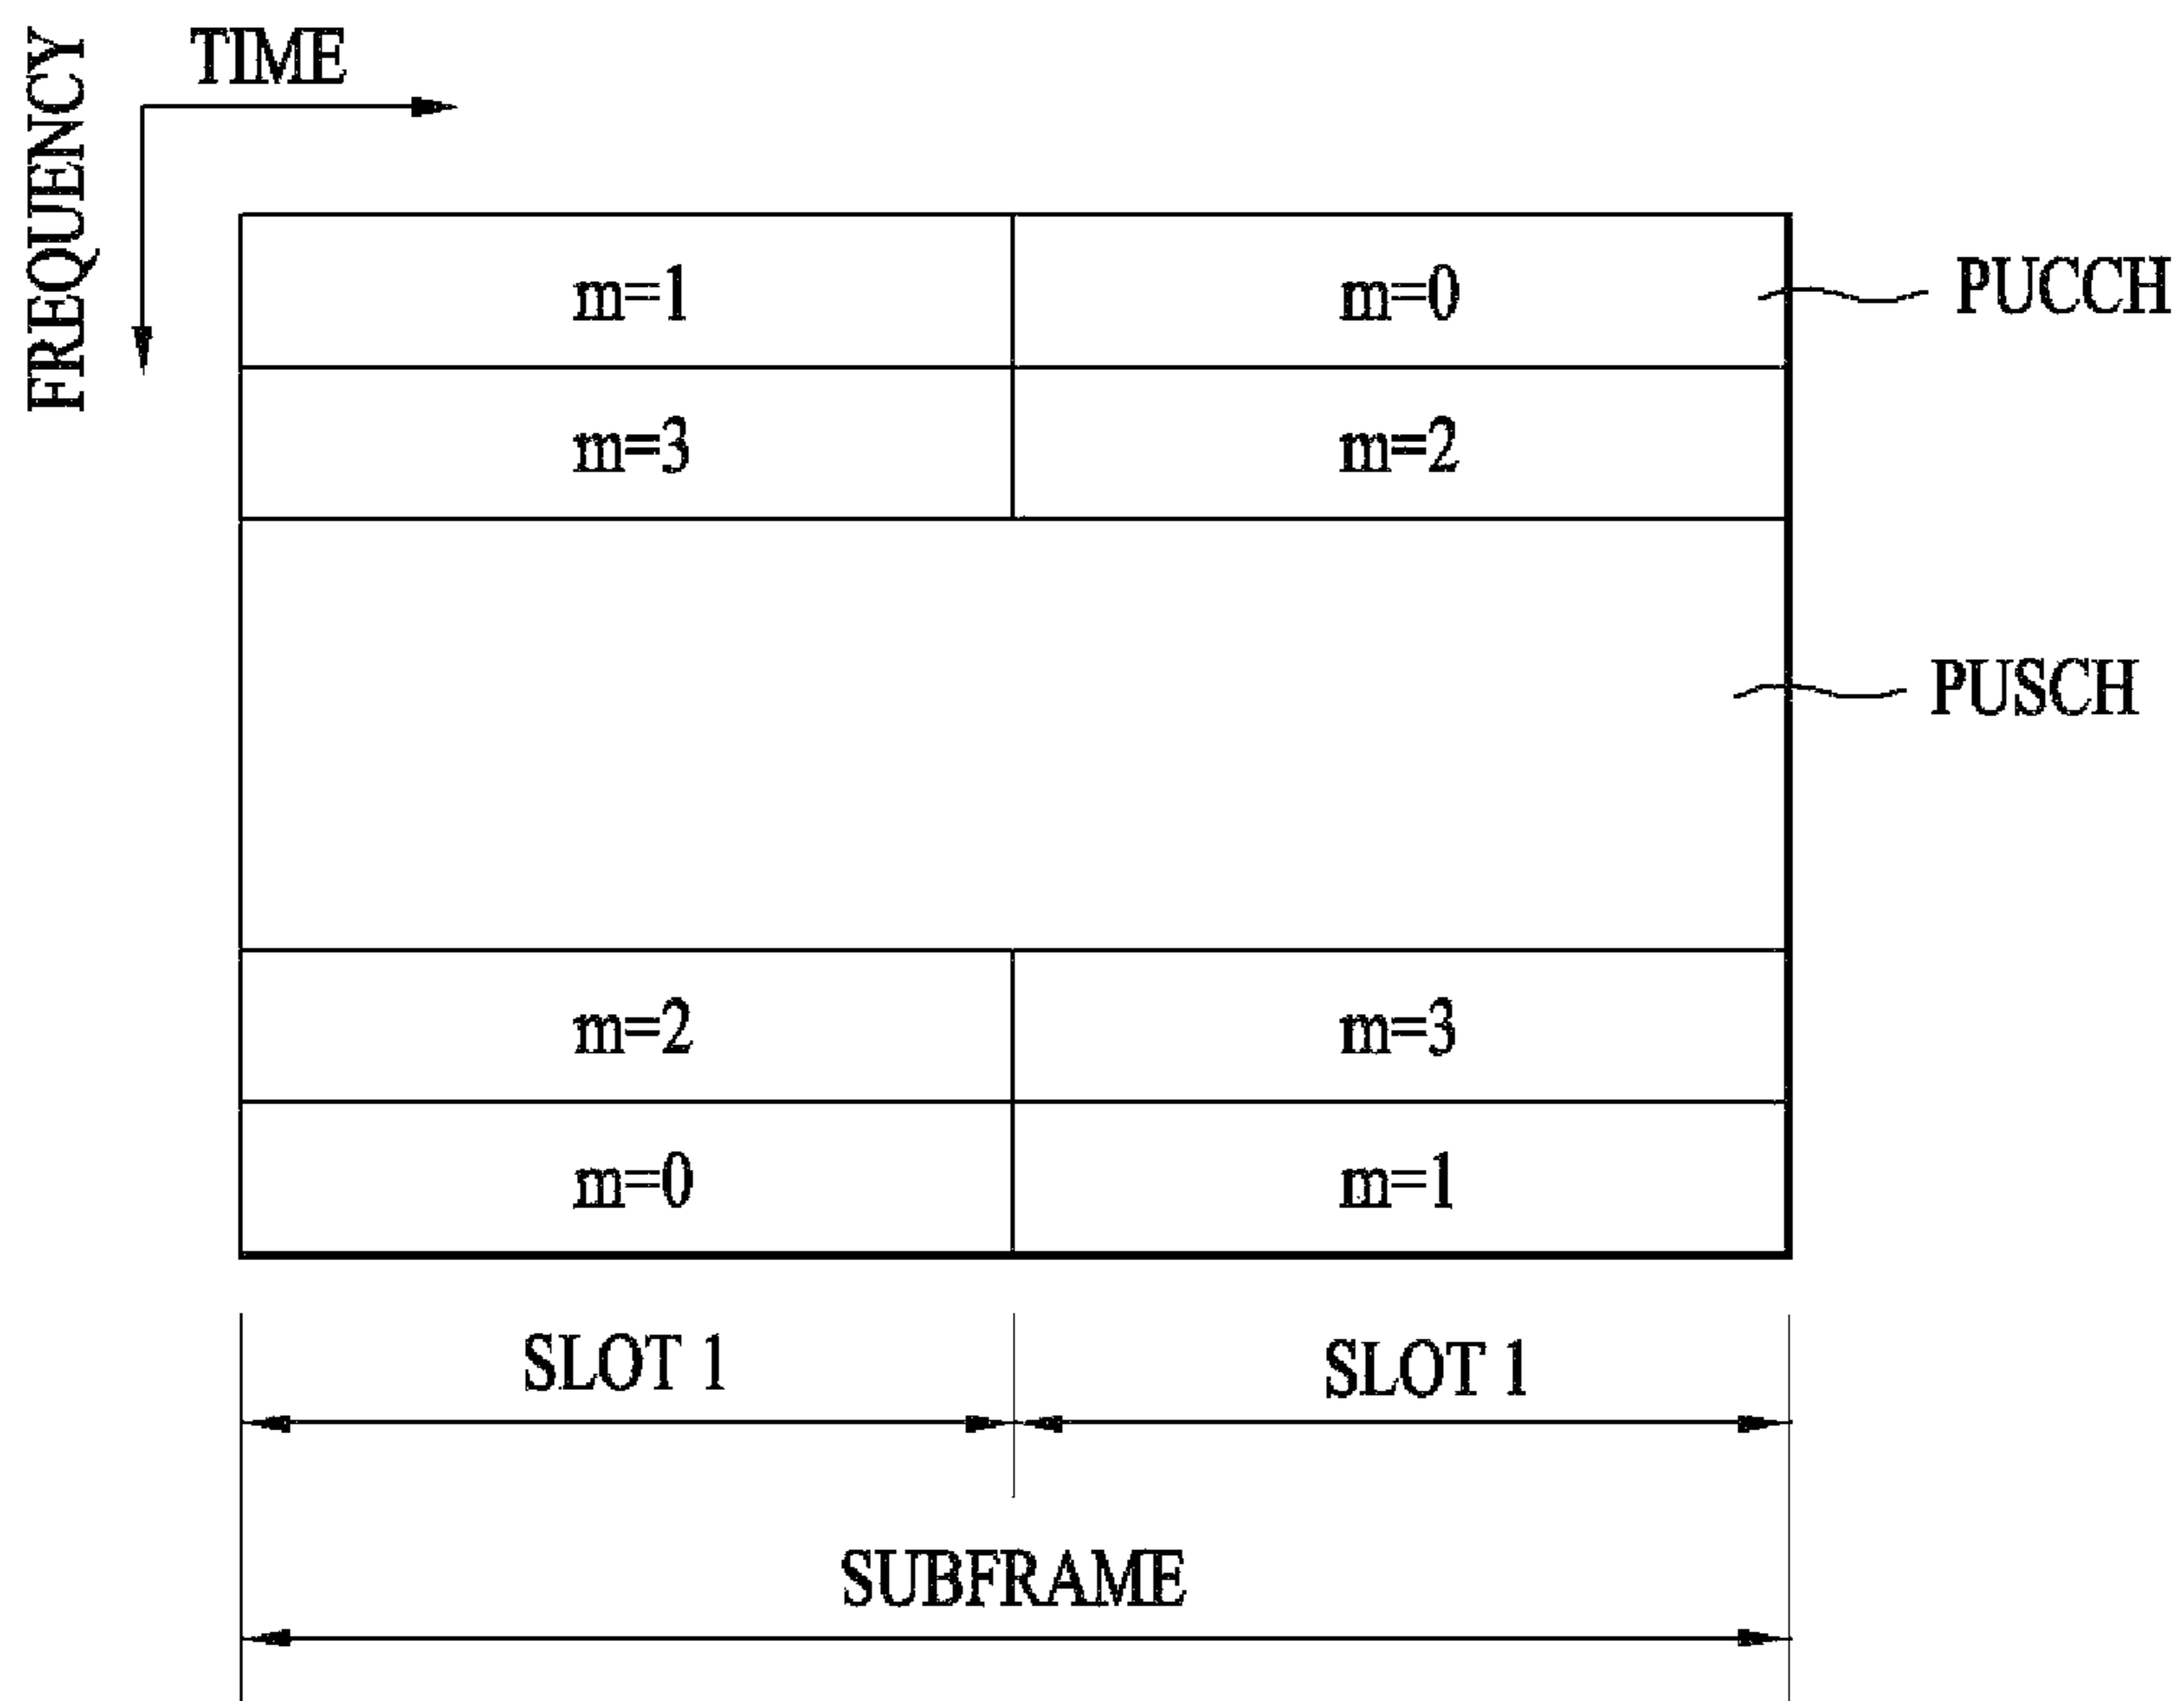 TIME
FREQUENCY
m=1 m=0 PUCCH
m=3 m=2
PUSCH
m=2 m=3
m=0 m=1
SLOT 1 SLOT 1
SUBFRAME